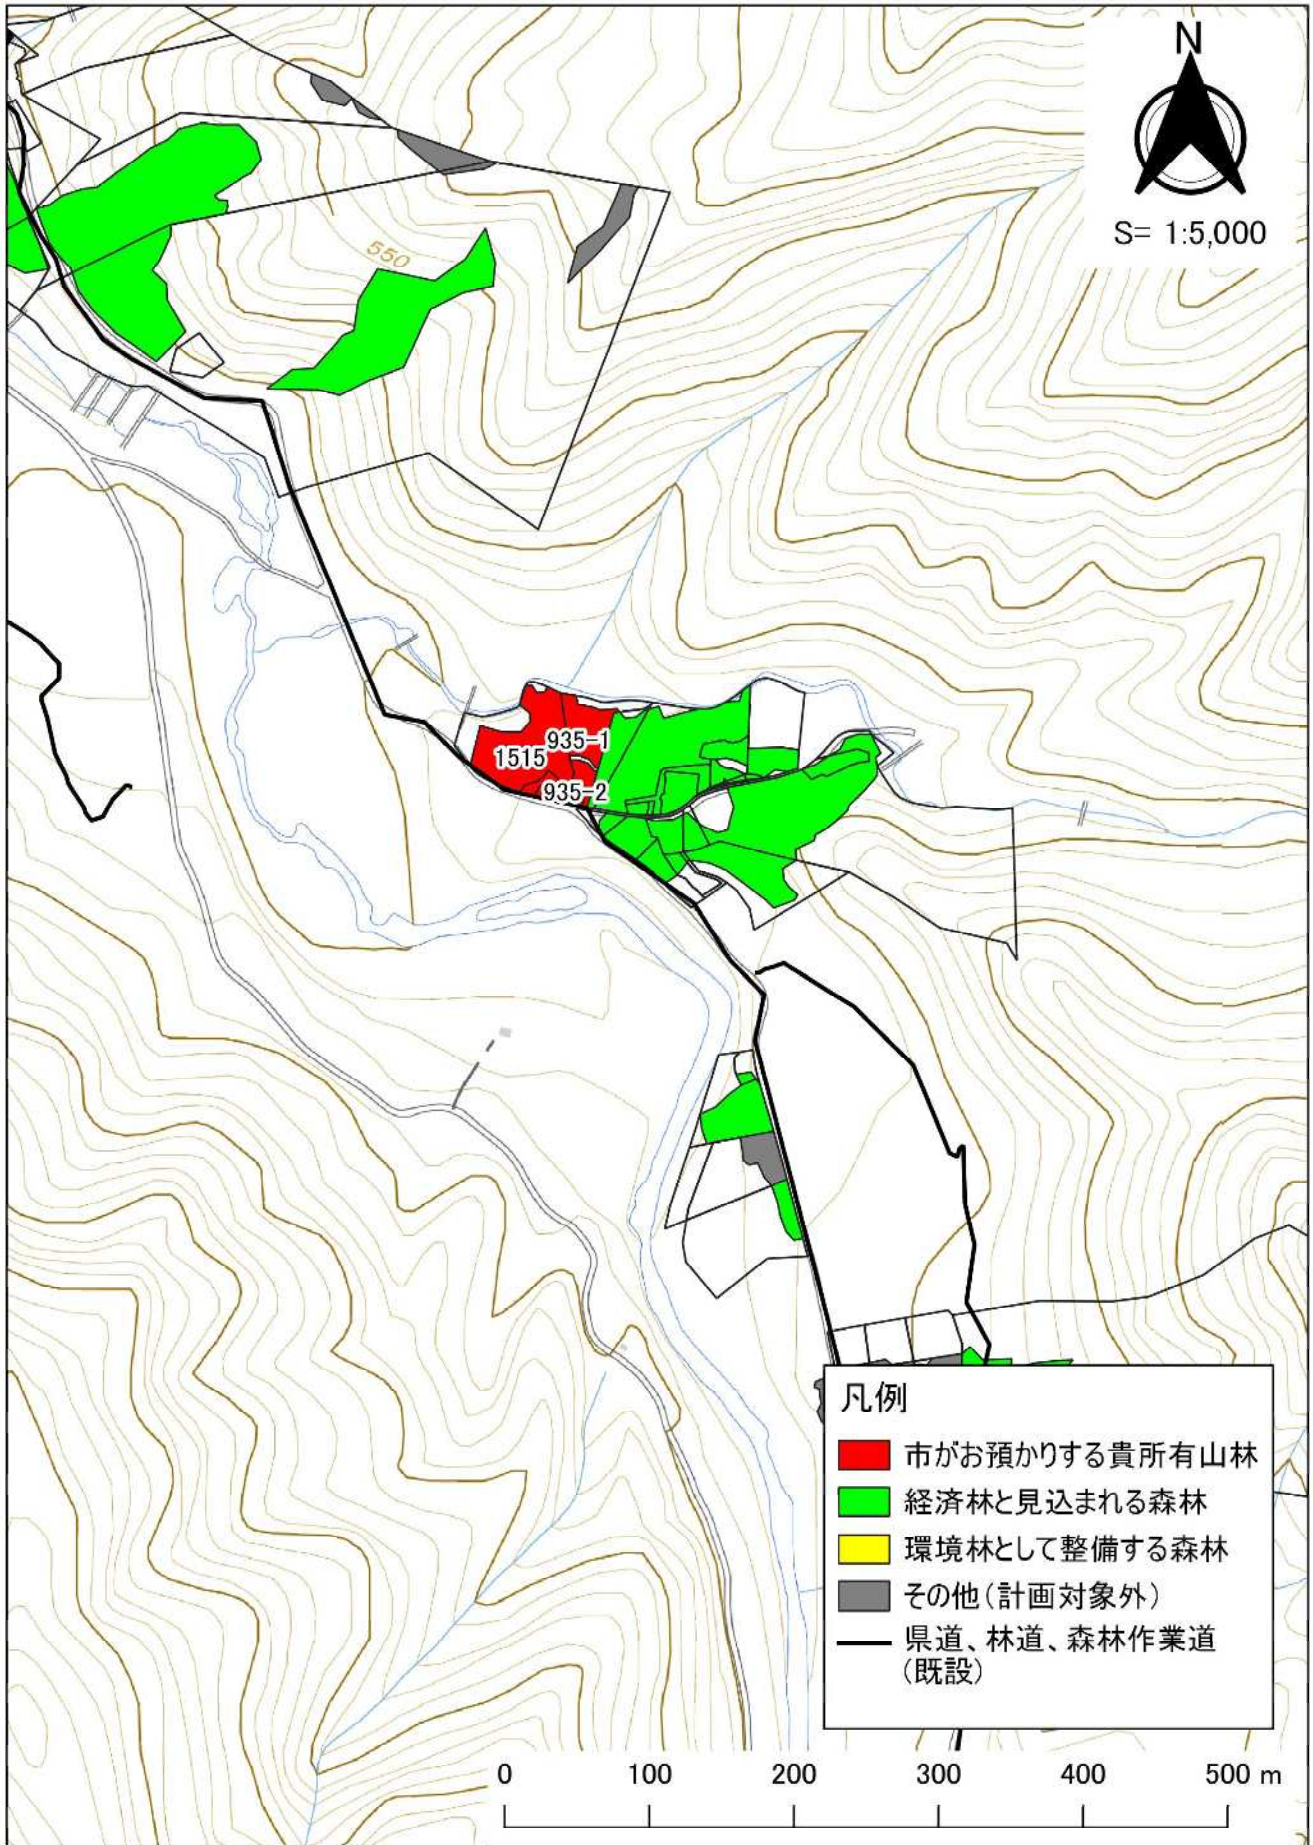 N
S= 1:5,000
550
935-1
1515
935-2
凡例
市がお預かりする貴所有山林
経済林と見込まれる森林
環境林として整備する森林
その他(計画対象外)
県道、林道、森林作業道
(既設)
0 100 200 300 400 500 m